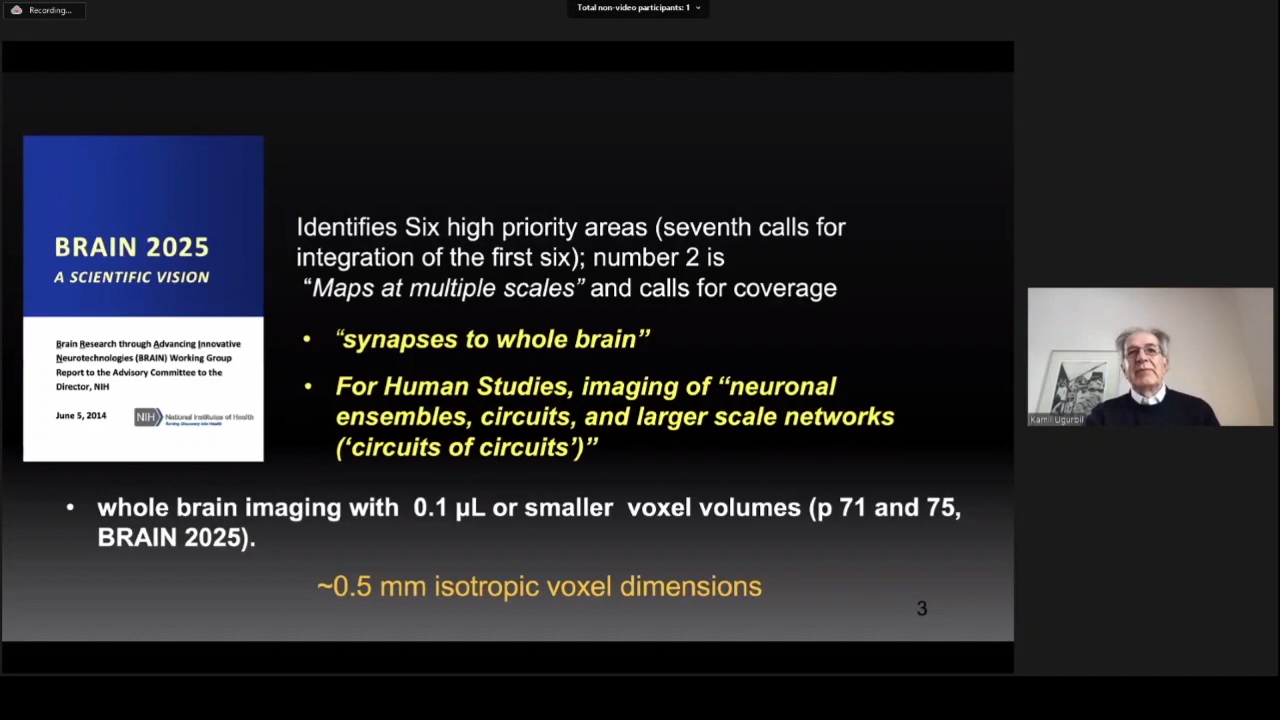 Recording...
Total non-video participants: 1
BRAIN 2025
A SCIENTIFIC VISION
Brain Research through Advancing Innovative
Neurotechnologies (BRAIN) Working Group
Report to the Advisory Committee to the
Director, NIH
June 5, 2014
NIH National Institutes of Health
Turning Discovery Into Health
Identifies Six high priority areas (seventh calls for
integration of the first six); number 2 is
“Maps at multiple scales” and calls for coverage
• “synapses to whole brain”
• For Human Studies, imaging of “neuronal
ensembles, circuits, and larger scale networks
(‘circuits of circuits’)”
• whole brain imaging with 0.1 µL or smaller voxel volumes (p 71 and 75,
BRAIN 2025).
~0.5 mm isotropic voxel dimensions
3
Kamil Ugurbil